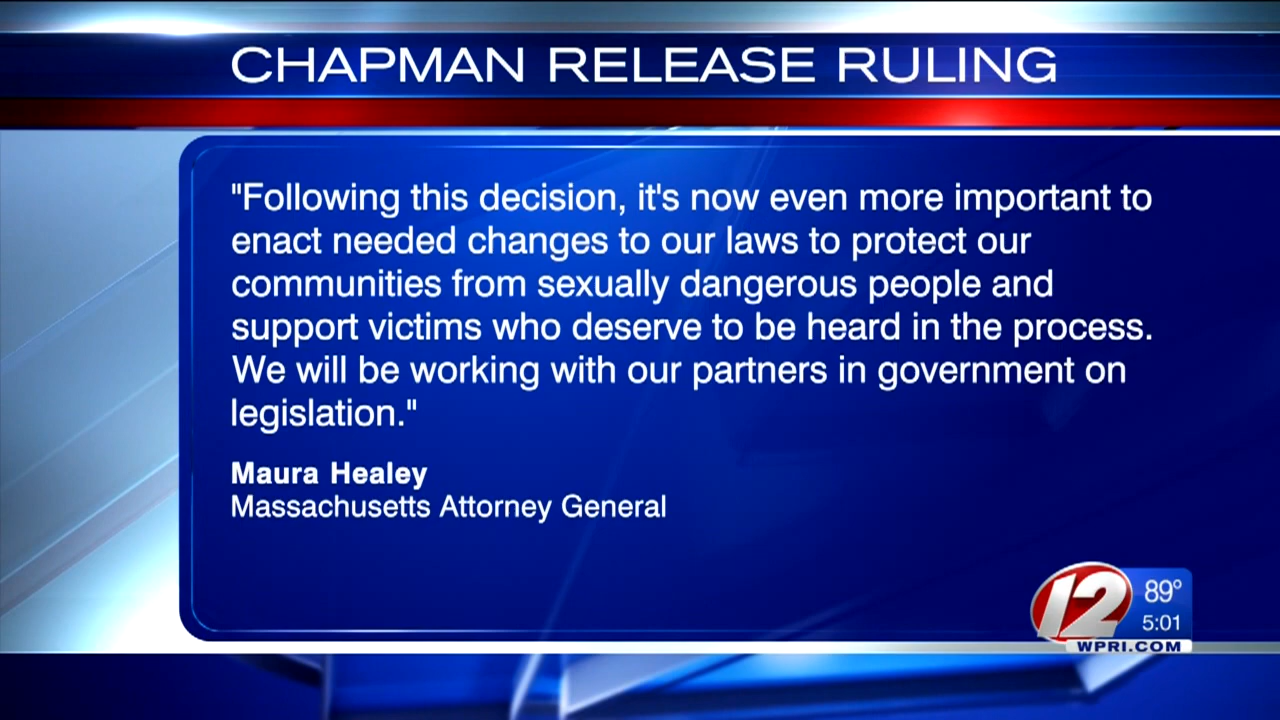 CHAPMAN RELEASE RULING
"Following this decision, it's now even more important to
enact needed changes to our laws to protect our
communities from sexually dangerous people and
support victims who deserve to be heard in the process.
We will be working with our partners in government on
legislation."
Maura Healey
Massachusetts Attorney General
12
89°
5:01
WPRI.COM